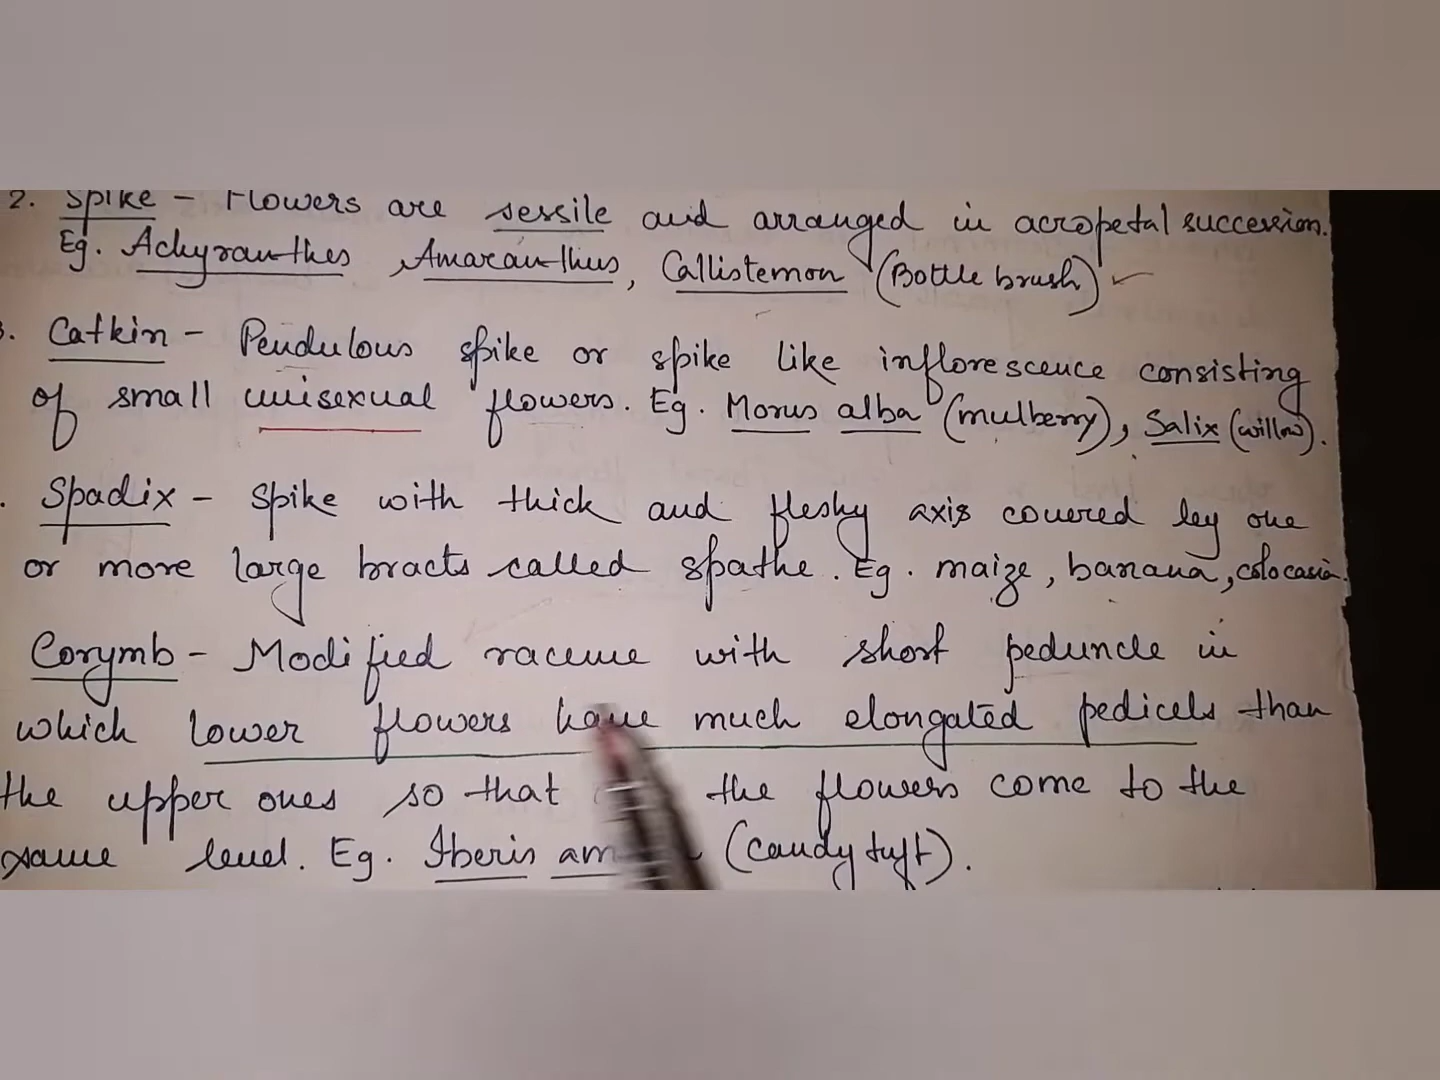 2. Spike - Flowers are sessile and arranged in acropetal succession.
Eg. Achyranthes, Amaranthus, Callistemon (Bottle brush) ✓
3. Catkin - Pendulous spike or spike like inflorescence consisting
of small unisexual flowers. Eg. Morus alba (mulberry), Salix (willow).
. Spadix - Spike with thick and fleshy axis covered by one
or more large bracts called spathe. Eg. maize, banana, colocasia.
Corymb - Modified raceme with short peduncle in
which lower flowers have much elongated pedicels than
the upper ones so that the flowers come to the
same level. Eg. Iberis (candy tuft).